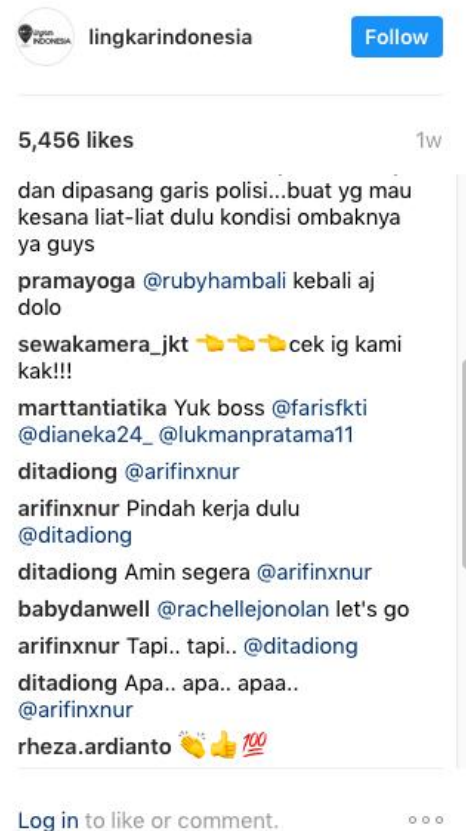 lingkar
INDONESIA
lingkarindonesia
Follow
5,456 likes
1w
dan dipasang garis polisi...buat yg mau
kesana liat-liat dulu kondisi ombaknya
ya guys
pramayoga @rubyhambali kebali aj
dolo
sewakamera_jkt 👈👈👈cek ig kami
kak!!!
marttantiatika Yuk boss @farisfkti
@dianeka24_ @lukmanpratama11
ditadiong @arifinxnur
arifinxnur Pindah kerja dulu
@ditadiong
ditadiong Amin segera @arifinxnur
babydanwell @rachellejonolan let's go
arifinxnur Tapi.. tapi.. @ditadiong
ditadiong Apa.. apa.. apaa..
@arifinxnur
rheza.ardianto 👏👍💯
Log in to like or comment.